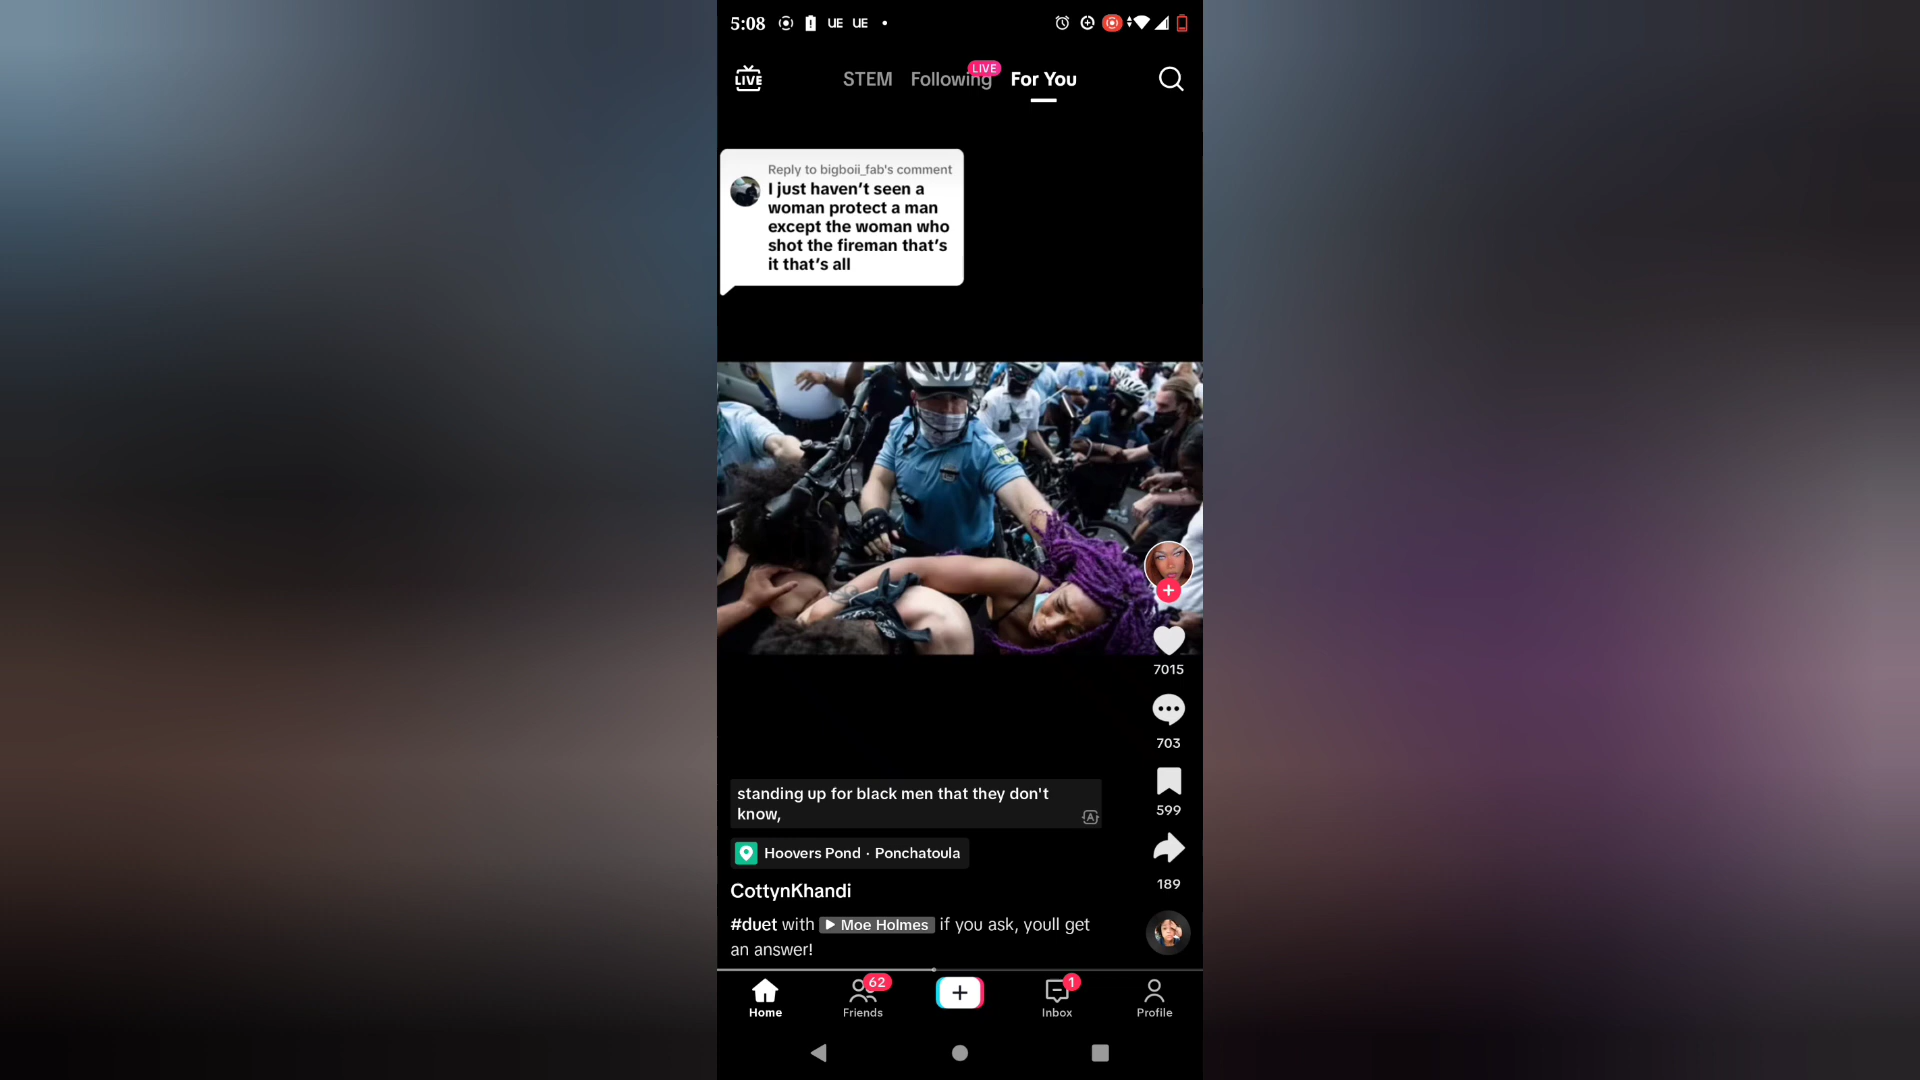 5:08
UE UE
LIVE
STEM Following LIVE For You
Reply to bigboii_fab's comment
I just haven’t seen a
woman protect a man
except the woman who
shot the fireman that’s
it that’s all
7015
703
599
189
standing up for black men that they don't
know,
Hoovers Pond · Ponchatoula
CottynKhandi
#duet with Moe Holmes if you ask, youll get
an answer!
62
1
Home Friends Inbox Profile